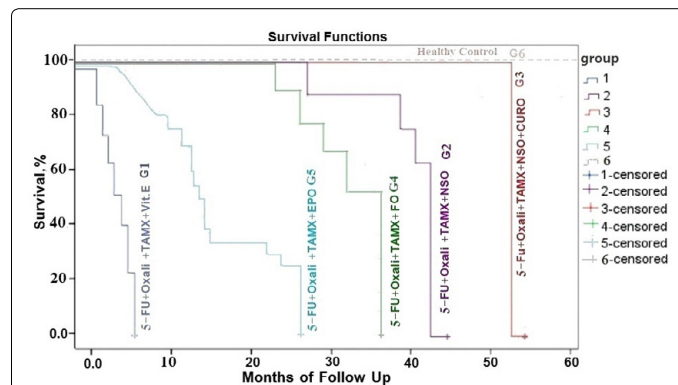 Survival Functions
Healthy Control G6
100
80
60
40
20
0.0
Survival.%
5-FU+Oxali +TAMX+Vit.E G1
5-FU+Oxali +TAMX+EPO G5
5-FU+Oxali+TAMX+FO G4
5-FU+Oxali +TAMX+NSO G2
5-Fu+Oxali+TAMX+NSO+CURO G3
0.0 10 20 30 40 50 60
Months of Follow Up
group
1
2
3
4
5
6
1-censored
2-censored
3-censored
4-censored
5-censored
6-censored